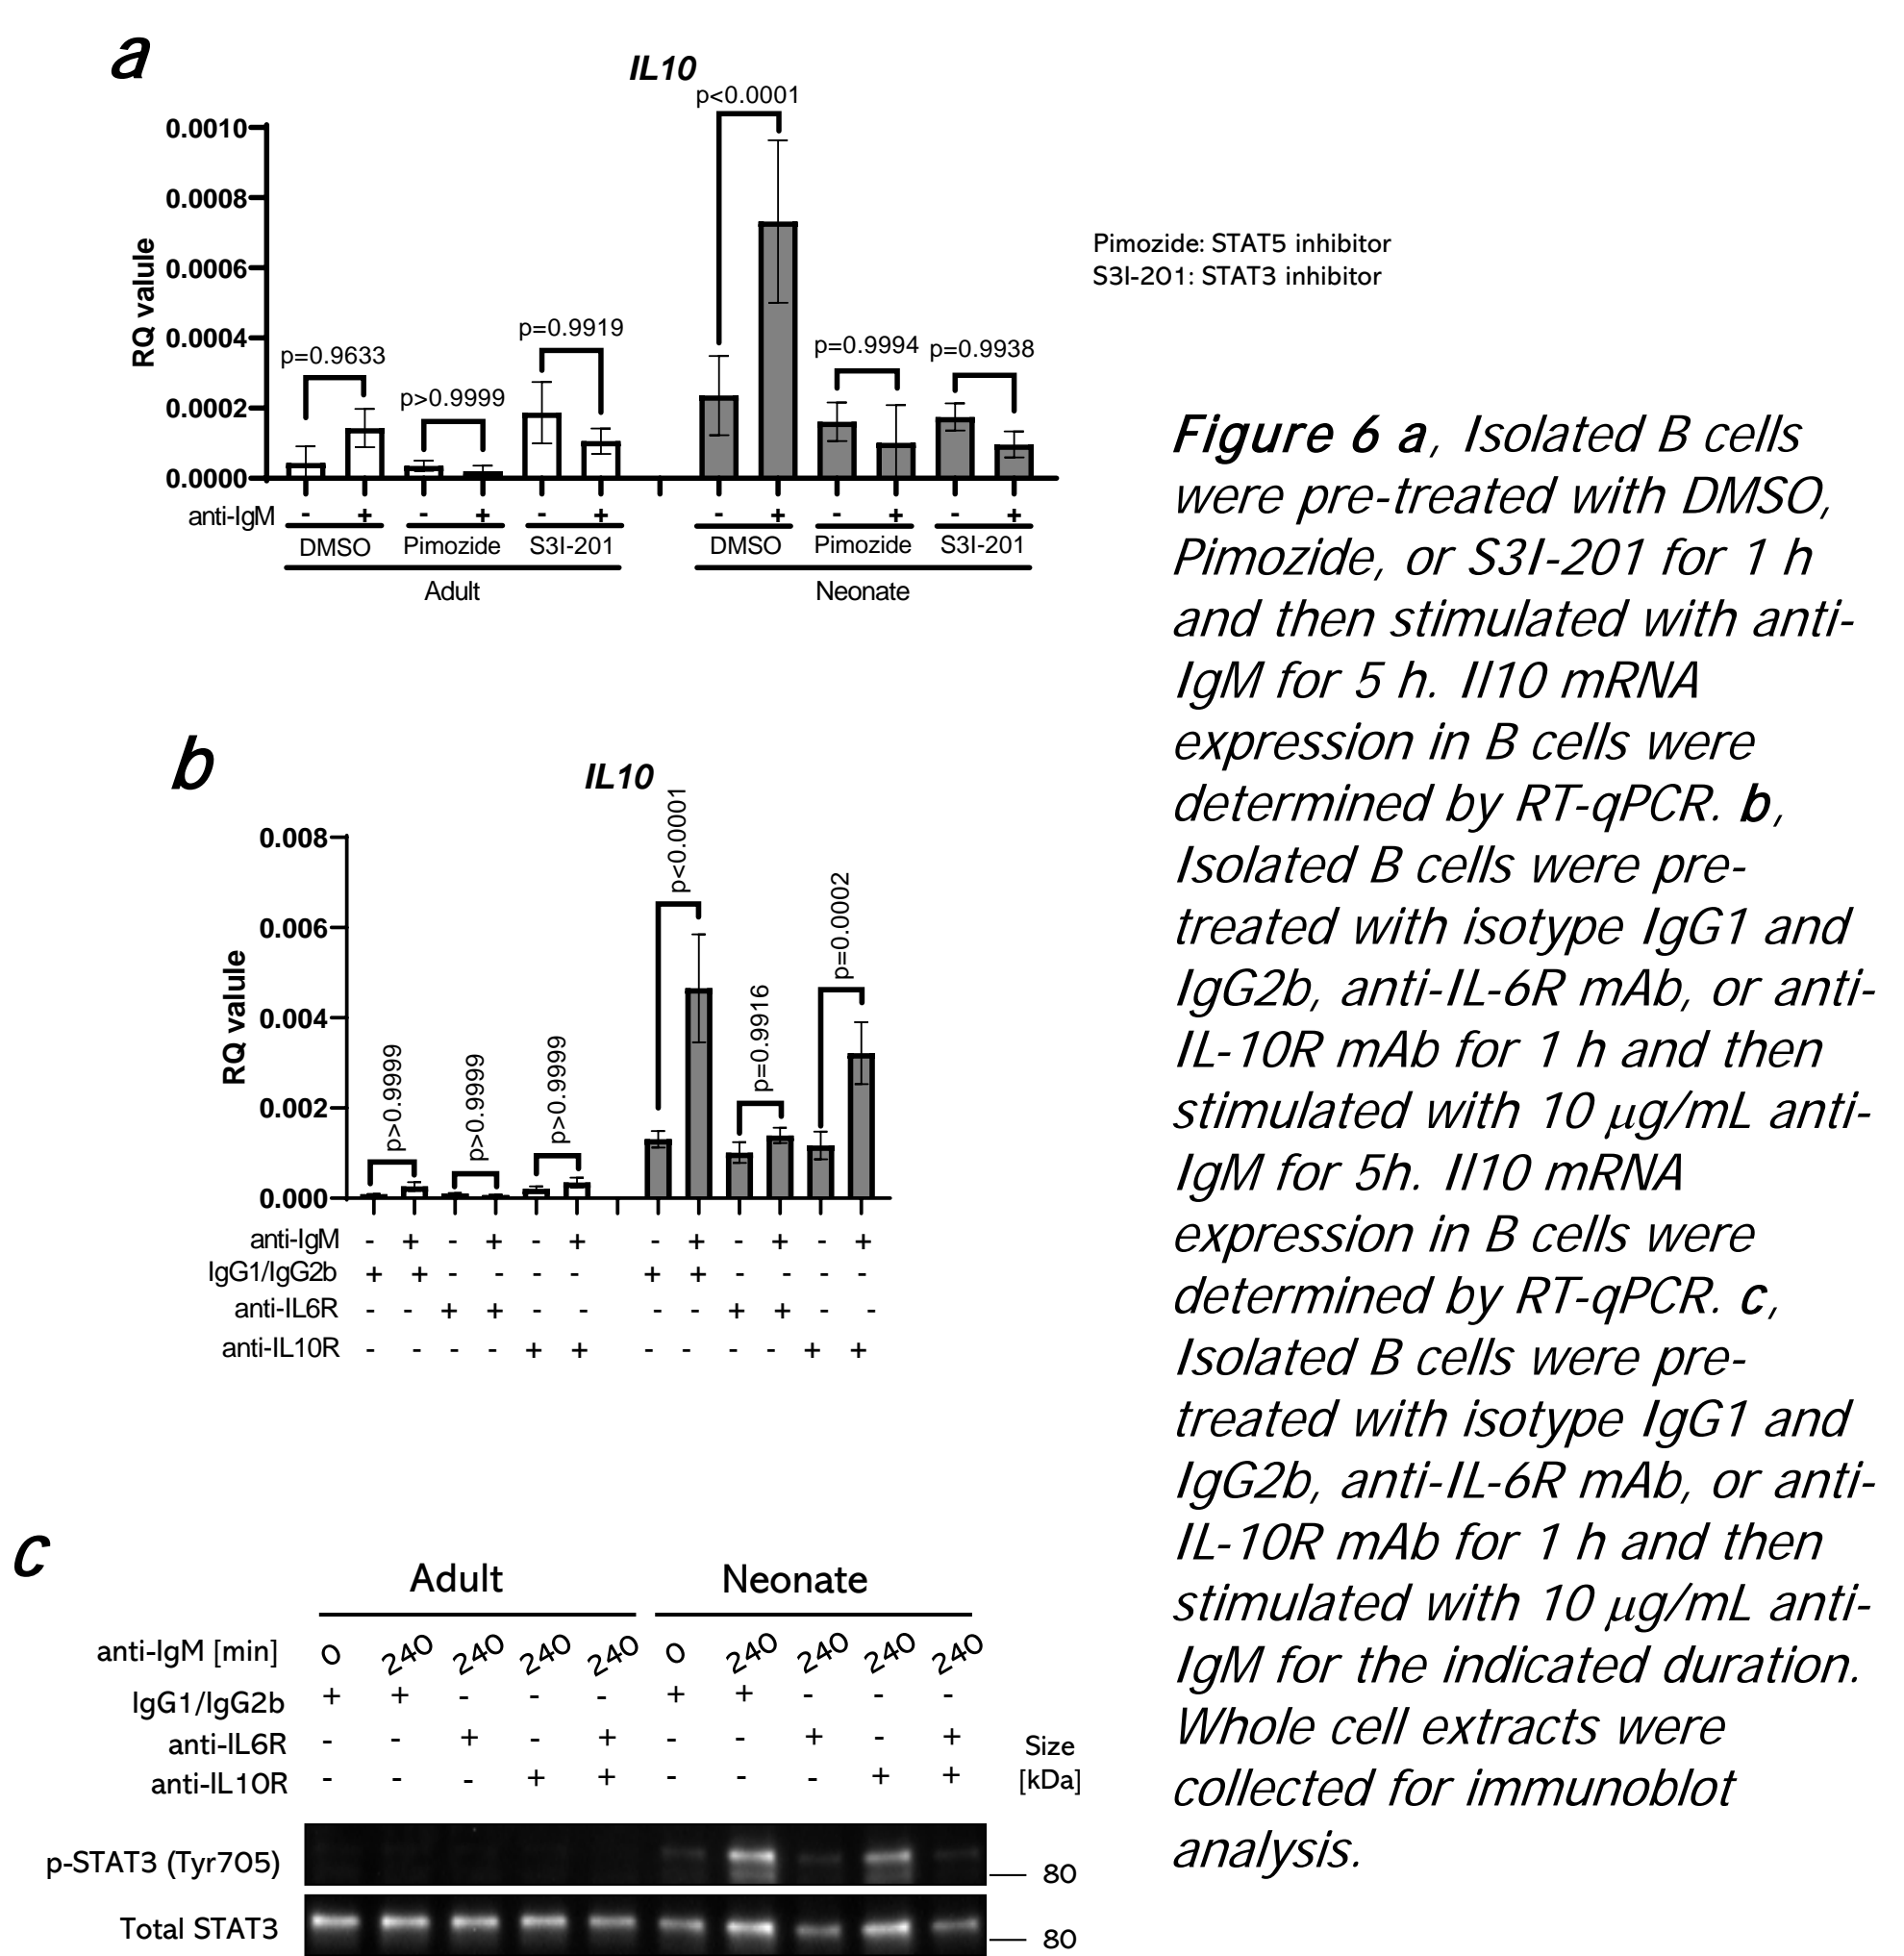 a
IL10
p<0.0001
0.0010
0.0008
0.0006
0.0004
0.0002
0.0000
RQ valule
p=0.9633
p>0.9999
p=0.9919
p=0.9994
p=0.9938
anti-IgM - + - + - + - + - + - +
DMSO Pimozide S3I-201 DMSO Pimozide S3I-201
Adult Neonate
Pimozide: STAT5 inhibitor
S3I-201: STAT3 inhibitor
b
IL10
0.008
0.006
0.004
0.002
0.000
RQ valule
p>0.9999
p>0.9999
p>0.9999
p<0.0001
p=0.9916
p=0.0002
anti-IgM - + - + - + - + - + - +
IgG1/IgG2b + + - - - - + + - - - -
anti-IL6R - - + + - - - - + + - -
anti-IL10R - - - - + + - - - - + +
c
Adult Neonate
anti-IgM [min] 0 240 240 240 240 0 240 240 240 240
IgG1/IgG2b + + - - - + + - - -
anti-IL6R - - + - + - - + - +
anti-IL10R - - - + + - - - + +
Size
[kDa]
p-STAT3 (Tyr705)
80
Total STAT3
80
Figure 6 a, Isolated B cells
were pre-treated with DMSO,
Pimozide, or S3I-201 for 1 h
and then stimulated with anti-
IgM for 5 h. Il10 mRNA
expression in B cells were
determined by RT-qPCR. b,
Isolated B cells were pre-
treated with isotype IgG1 and
IgG2b, anti-IL-6R mAb, or anti-
IL-10R mAb for 1 h and then
stimulated with 10 µg/mL anti-
IgM for 5h. Il10 mRNA
expression in B cells were
determined by RT-qPCR. c,
Isolated B cells were pre-
treated with isotype IgG1 and
IgG2b, anti-IL-6R mAb, or anti-
IL-10R mAb for 1 h and then
stimulated with 10 µg/mL anti-
IgM for the indicated duration.
Whole cell extracts were
collected for immunoblot
analysis.